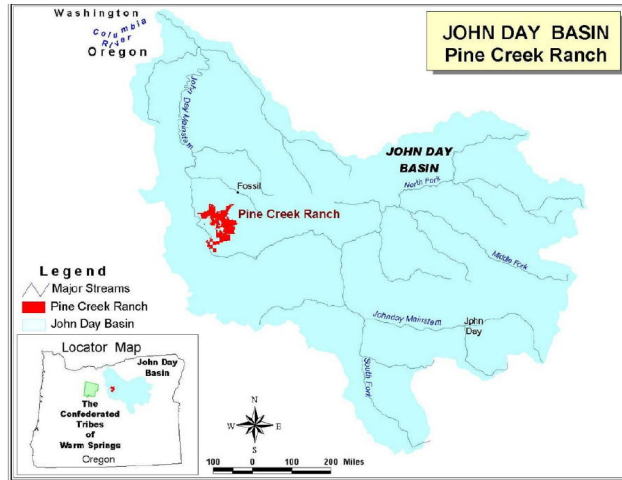 Washington
Columbia
River
Oregon
JOHN DAY BASIN
Pine Creek Ranch
John Day Mainstem
JOHN DAY
BASIN
North Fork
Fossil
Pine Creek Ranch
Middle Fork
Legend
Major Streams
Pine Creek Ranch
John Day Basin
Johnday Mainstem
John
Day
South Fork
Locator Map
John Day
Basin
The
Confederated
Tribes
of
Warm Springs
Oregon
N
W
E
S
100 0 100 200 Miles